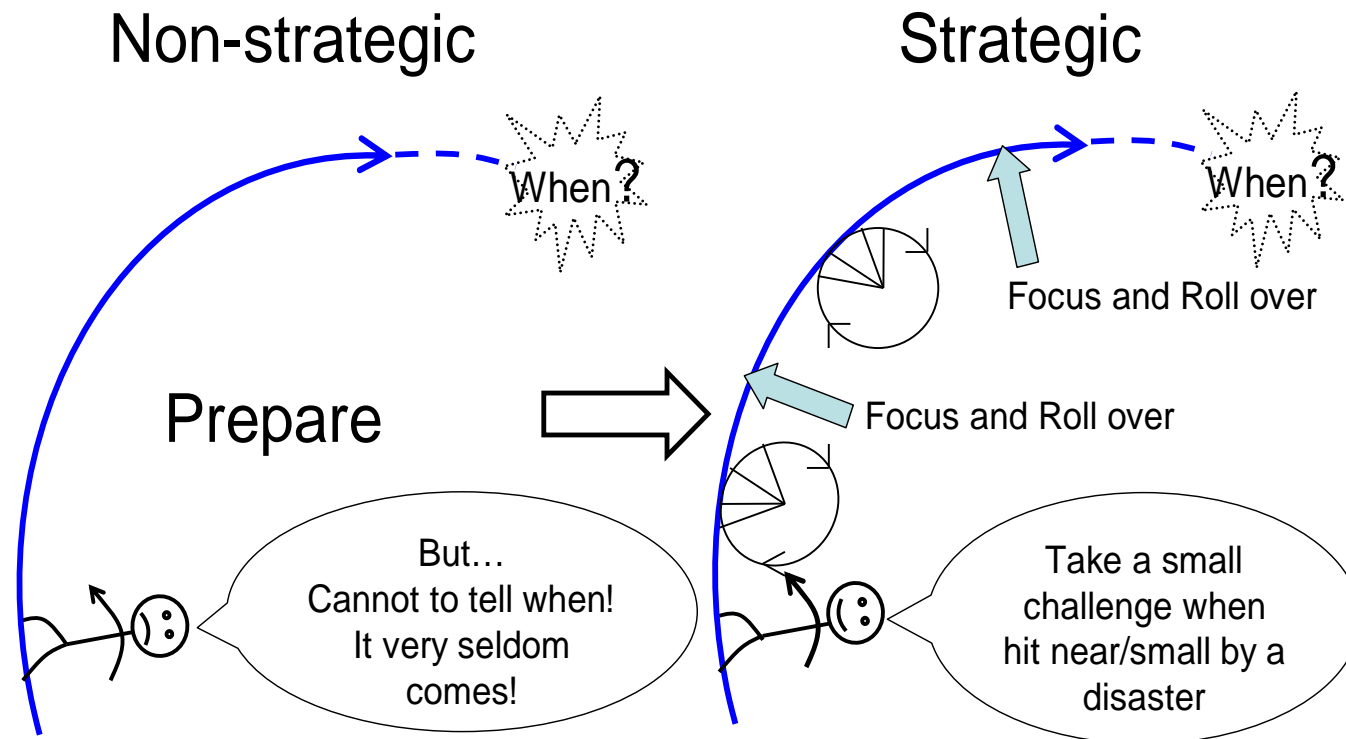 Non-strategic
Strategic
When?
When?
Focus and Roll over
Prepare
Focus and Roll over
But…
Cannot to tell when!
It very seldom
comes!
Take a small
challenge when
hit near/small by a
disaster